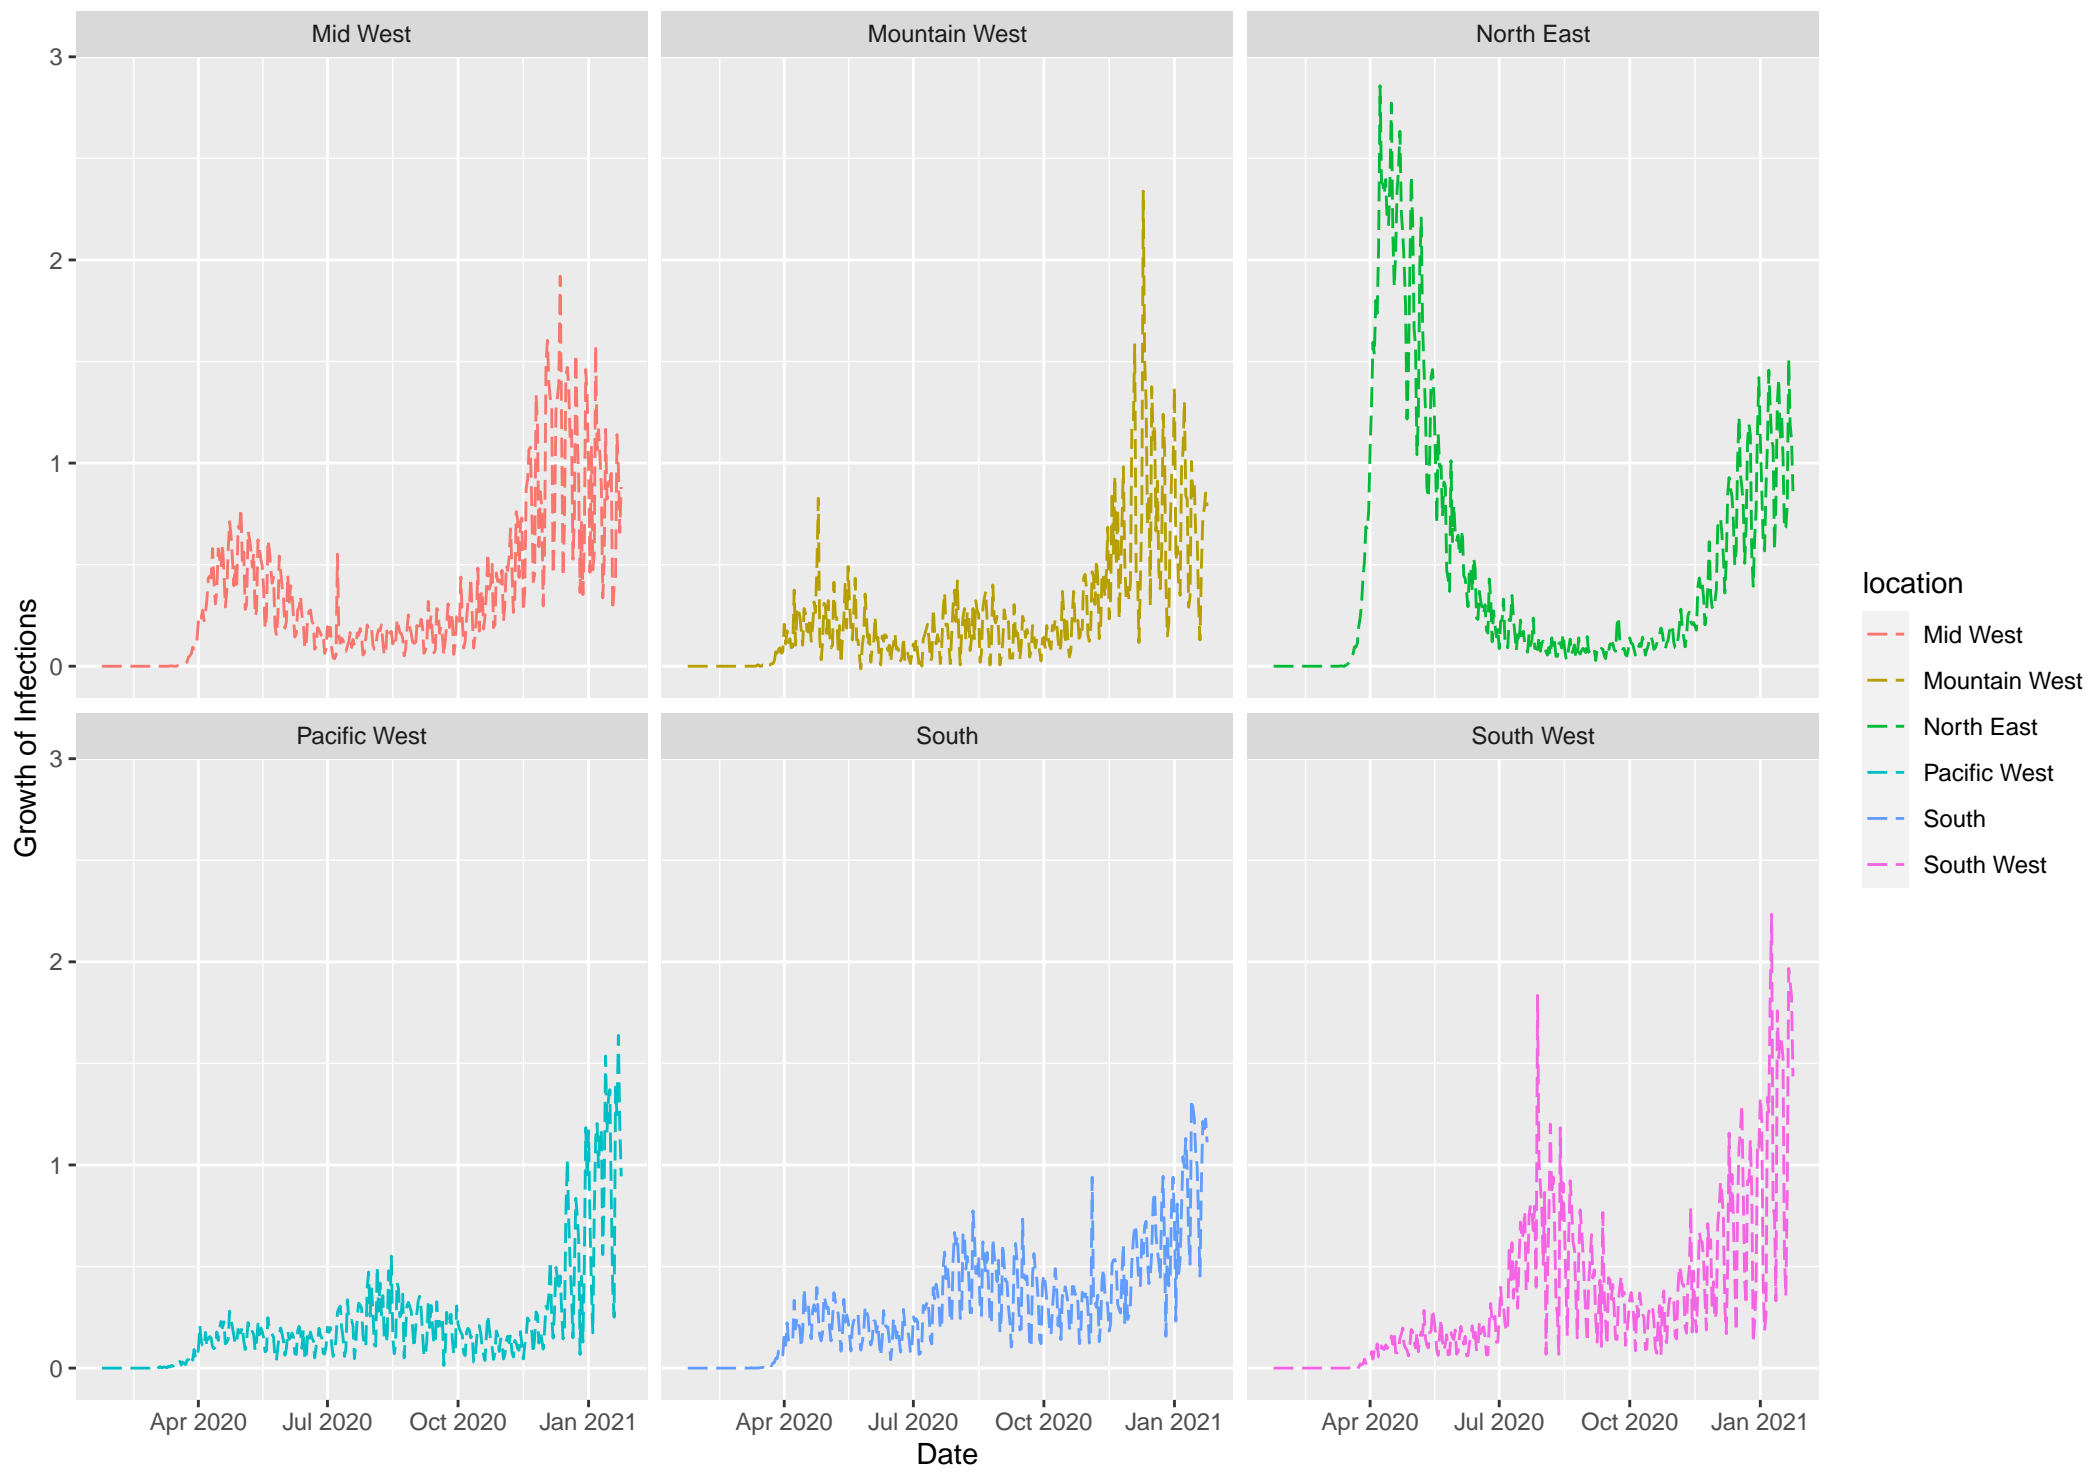 Mid West
Mountain West
North East
3
2
1
0
Pacific West
South
South West
3
2
1
0
Growth of Infections
Apr 2020 Jul 2020 Oct 2020 Jan 2021
Apr 2020 Jul 2020 Oct 2020 Jan 2021
Apr 2020 Jul 2020 Oct 2020 Jan 2021
Date
location
Mid West
Mountain West
North East
Pacific West
South
South West